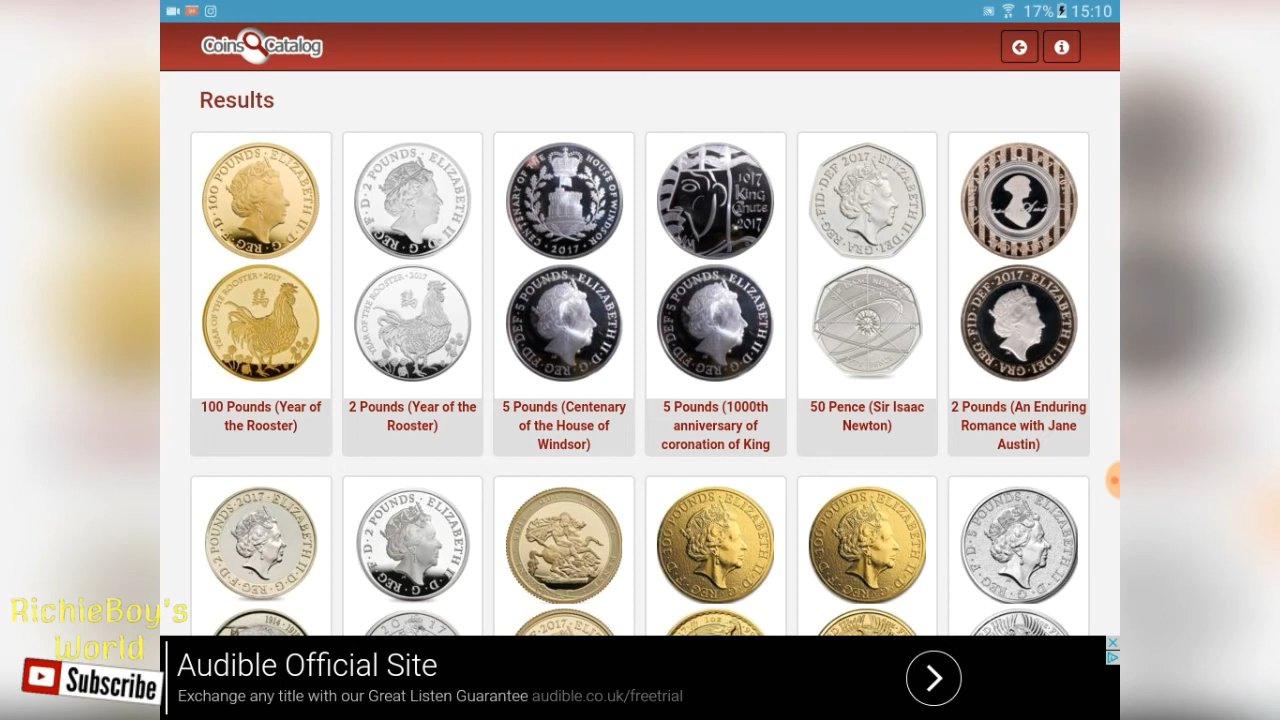 17% 15:10
Coins Catalog
Results
100 POUNDS · ELIZABETH II · D · G · REG · F · D
2 POUNDS · ELIZABETH II · D · G · REG · F · D
CENTENARY OF THE HOUSE OF WINDSOR
· 2017 ·
1017
King
Cnute
2017
ELIZABETH II · DEI · GRA · REG · FID · DEF · 2017
YEAR OF THE ROOSTER · 2017
YEAR OF THE ROOSTER · 2017
5 POUNDS · ELIZABETH II · D · G · REG · FID · DEF
5 POUNDS · ELIZABETH II · D · G · REG · FID · DEF
ELIZABETH II · DEI · GRA · REG · FID · DEF · 2017
100 Pounds (Year of
the Rooster)
2 Pounds (Year of the
Rooster)
5 Pounds (Centenary
of the House of
Windsor)
5 Pounds (1000th
anniversary of
coronation of King
50 Pence (Sir Isaac
Newton)
2 Pounds (An Enduring
Romance with Jane
Austin)
2 POUNDS · 2017 · ELIZABETH II · D · G · REG · F · D
2 POUNDS · ELIZABETH II · D · G · REG · F · D
100 POUNDS · ELIZABETH II
100 POUNDS · ELIZABETH II
5 POUNDS · ELIZABETH II
RichieBoy's
World
Subscribe
Audible Official Site
Exchange any title with our Great Listen Guarantee audible.co.uk/freetrial